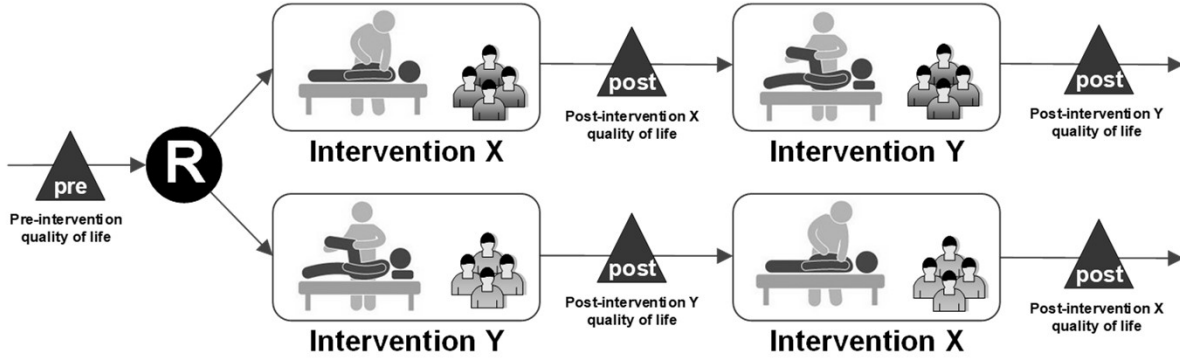 post
Post-intervention X
quality of life
post
Post-intervention Y
quality of life
Intervention X
Intervention Y
R
pre
Pre-intervention
quality of life
post
Post-intervention Y
quality of life
post
Post-intervention X
quality of life
Intervention Y
Intervention X